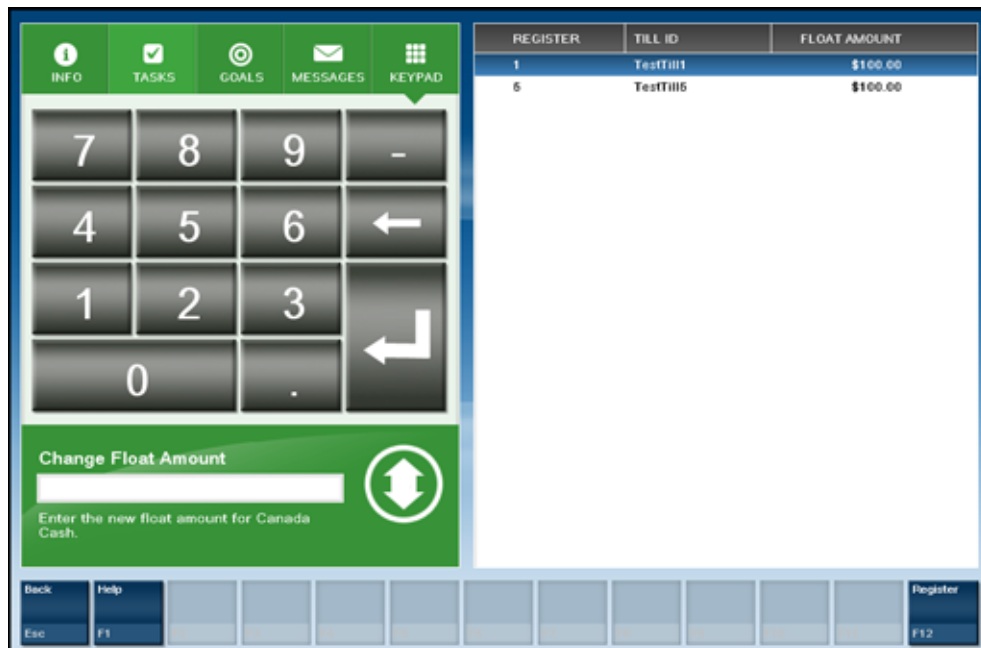 INFO TASKS GOALS MESSAGES KEYPAD
7 8 9 -
4 5 6
1 2 3
0 .
Change Float Amount
Enter the new float amount for Canada
Cash.
REGISTER TILL ID FLOAT AMOUNT
1 TestTill1 $100.00
5 TestTill5 $100.00
Back Help Register
Esc F1 F12